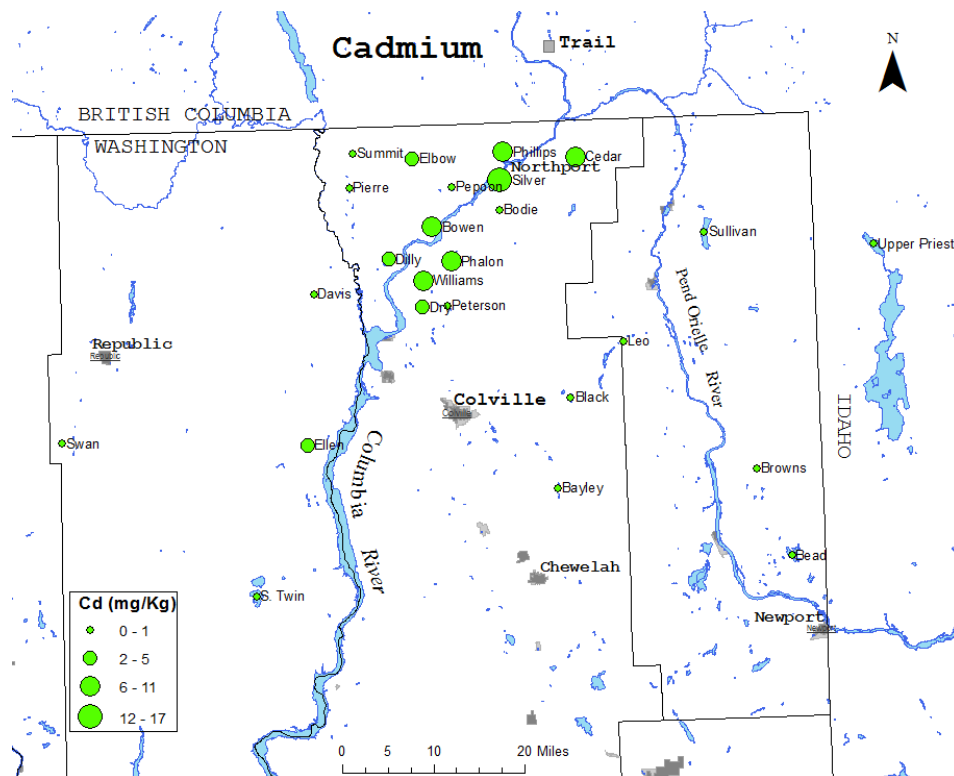 Cadmium
Trail
N
BRITISH COLUMBIA
WASHINGTON
Summit
Elbow
Phillips
Cedar
Northport
Silver
Pierre
Pepoon
Bodie
Bowen
Sullivan
Upper Priest
Dilly
Phalon
Williams
Davis
Dry
Peterson
Pend Orielle
River
Republic
Republic
Leo
Black
IDAHO
Colville
Colville
Swan
Ellen
Columbia
River
Browns
Bayley
Bead
Chewelah
S. Twin
Newport
Newport
Cd (mg/Kg)
0 - 1
2 - 5
6 - 11
12 - 17
0 5 10 20 Miles